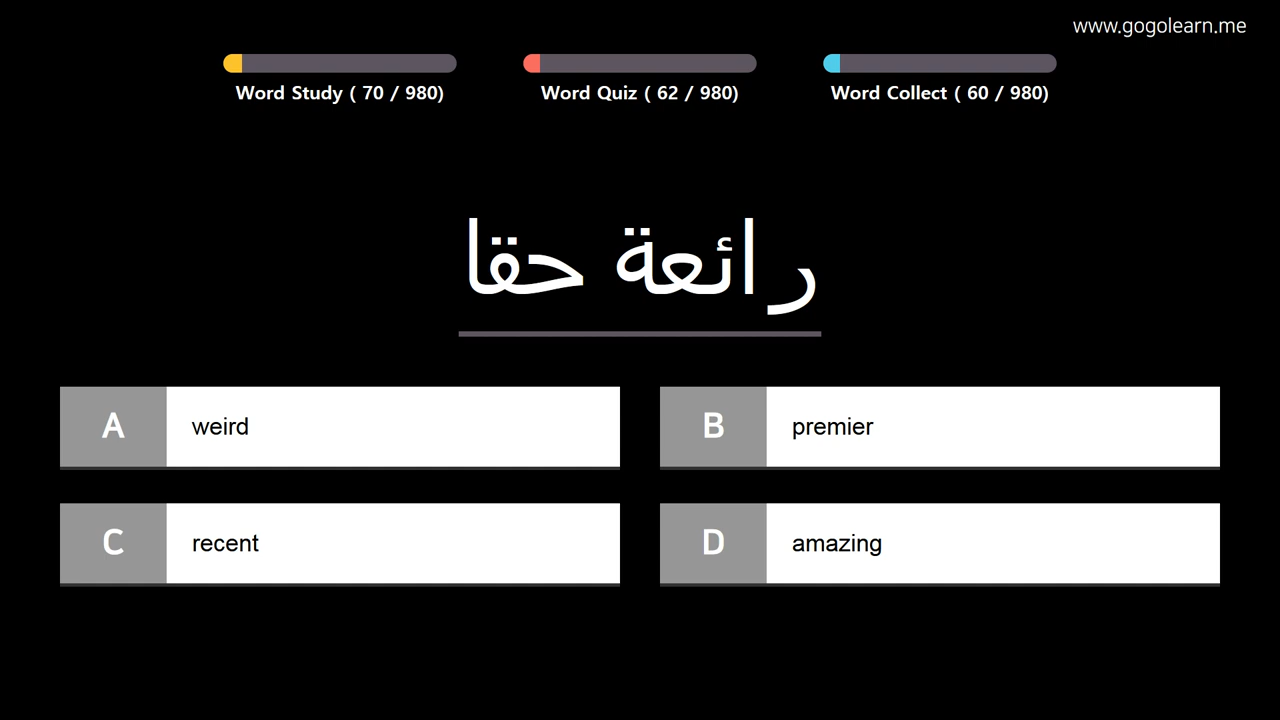 www.gogolearn.me
Word Study ( 70 / 980)
Word Quiz ( 62 / 980)
Word Collect ( 60 / 980)
رائعة حقا
A weird
B premier
C recent
D amazing